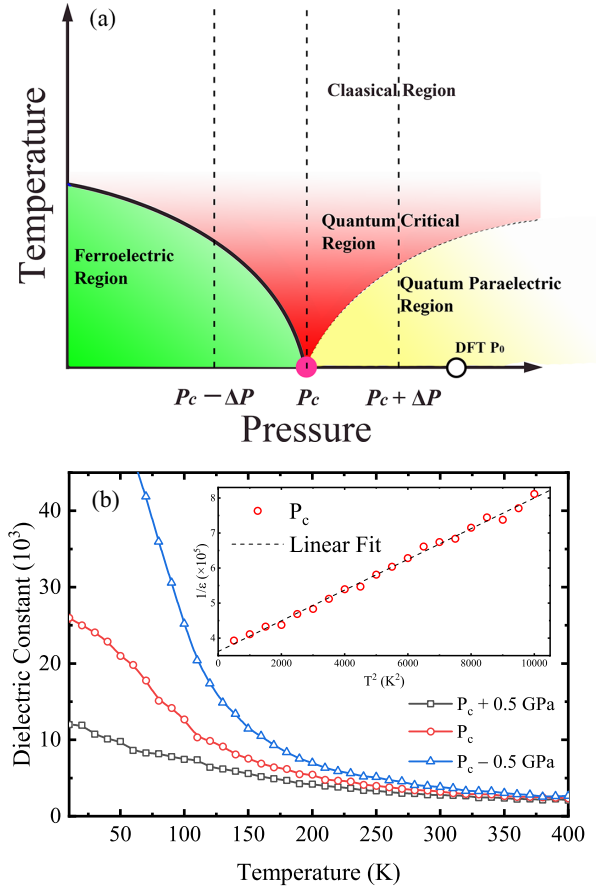 (a)
Temperature
Claasical Region
Quantum Critical
Region
Ferroelectric
Region
Quatum Paraelectric
Region
DFT P₀
Pc − ΔP
Pc
Pc + ΔP
Pressure
(b)
Dielectric Constant (10³)
40
30
20
10
0
1/ε (×10⁵)
8
7
6
5
4
Pc
Linear Fit
0 2000 4000 6000 8000 10000
T² (K²)
Pc + 0.5 GPa
Pc
Pc − 0.5 GPa
50 100 150 200 250 300 350 400
Temperature (K)